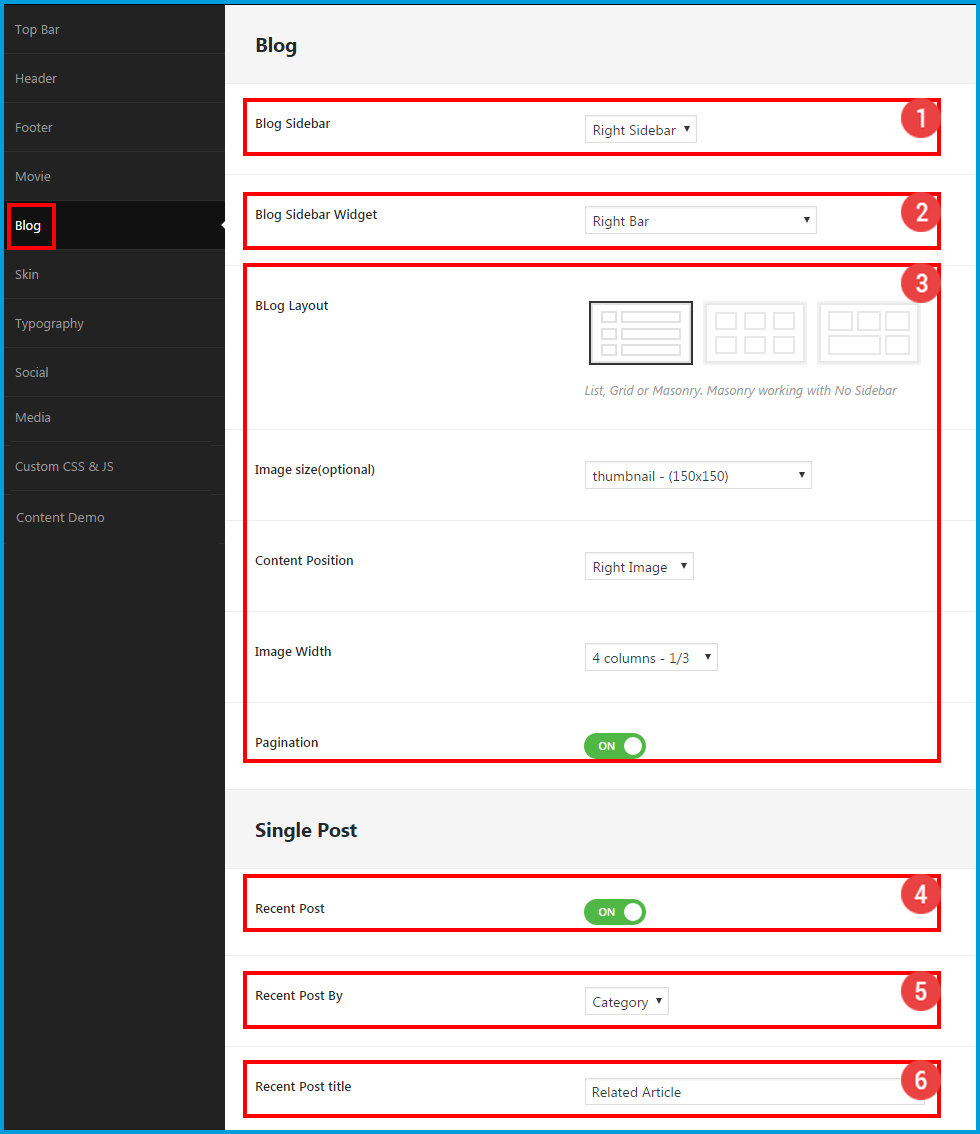 Top Bar
Header
Footer
Movie
Blog
Skin
Typography
Social
Media
Custom CSS & JS
Content Demo
Blog
1
Blog Sidebar
Right Sidebar
2
Blog Sidebar Widget
Right Bar
3
BLog Layout
List, Grid or Masonry. Masonry working with No Sidebar
Image size(optional)
thumbnail - (150x150)
Content Position
Right Image
Image Width
4 columns - 1/3
Pagination
ON
Single Post
4
Recent Post
ON
5
Recent Post By
Category
6
Recent Post title
Related Article